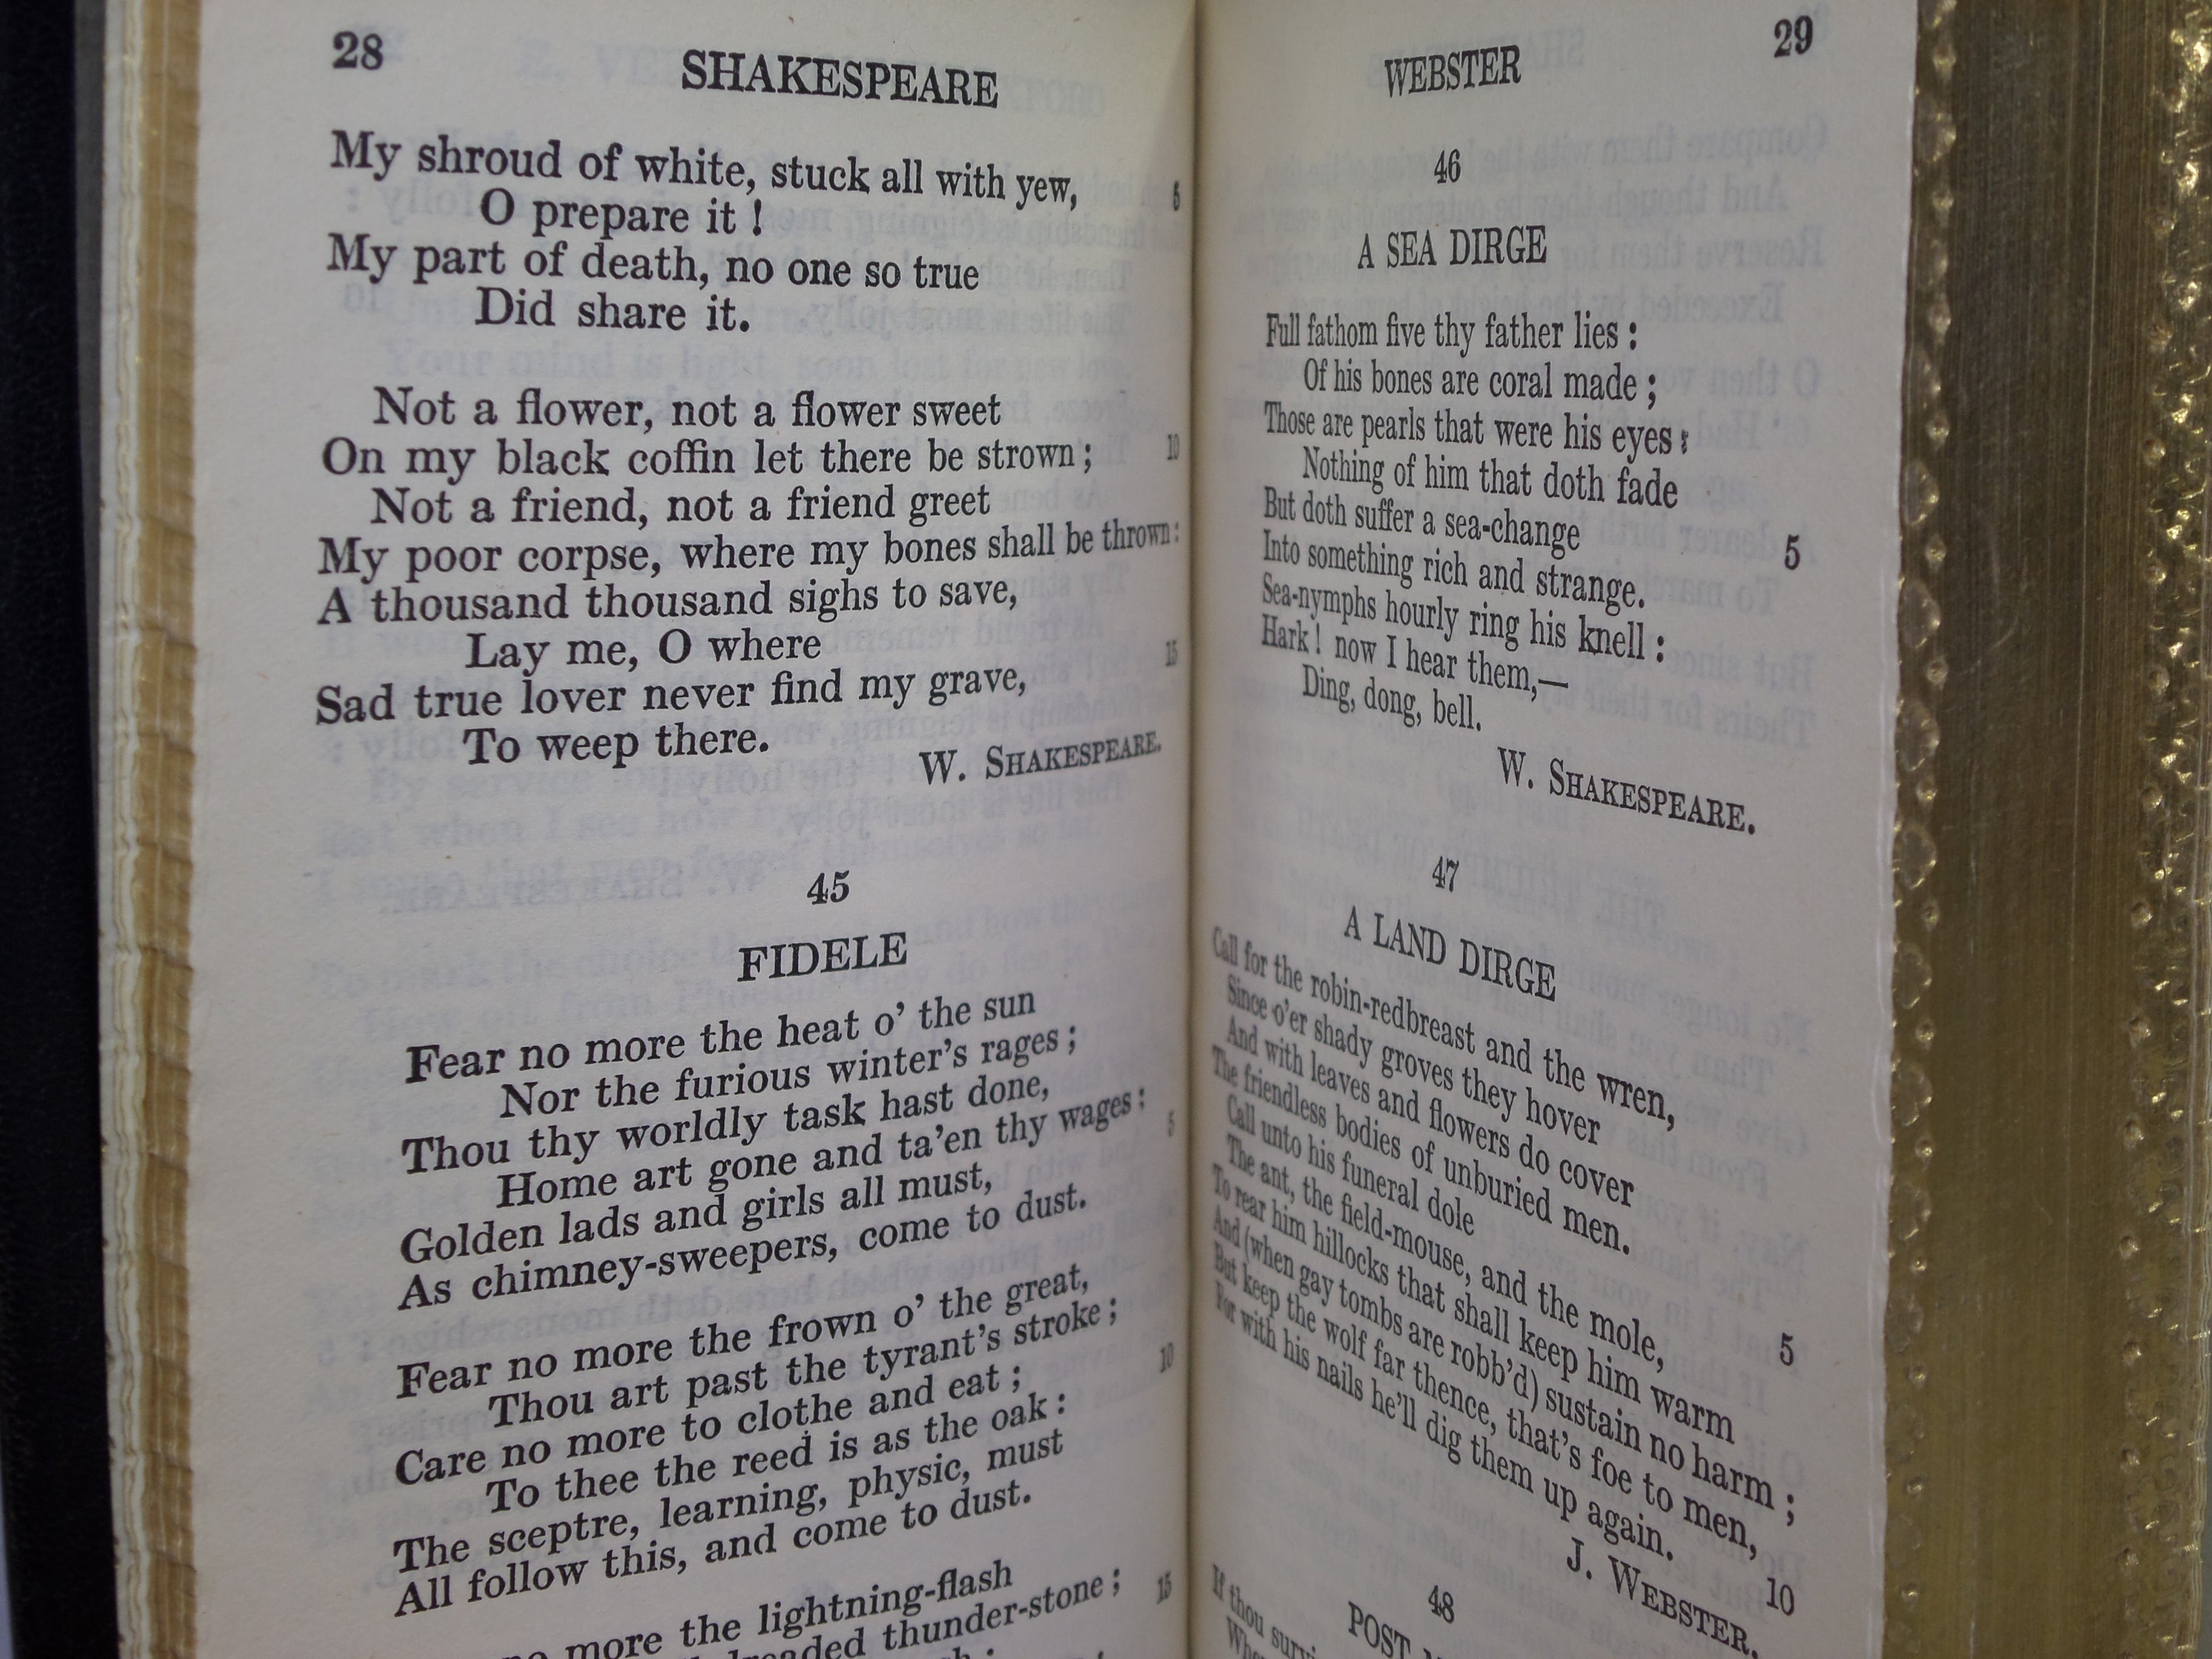 28
SHAKESPEARE
My shroud of white, stuck all with yew, 5
O prepare it !
My part of death, no one so true
Did share it.
Not a flower, not a flower sweet
On my black coffin let there be strown ; 10
Not a friend, not a friend greet
My poor corpse, where my bones shall be thrown :
A thousand thousand sighs to save,
Lay me, O where 15
Sad true lover never find my grave,
To weep there.
W. SHAKESPEARE.
45
FIDELE
Fear no more the heat o’ the sun
Nor the furious winter’s rages ;
Thou thy worldly task hast done,
Home art gone and ta’en thy wages : 5
Golden lads and girls all must,
As chimney-sweepers, come to dust.
Fear no more the frown o’ the great,
Thou art past the tyrant’s stroke ;
Care no more to clothe and eat ; 10
To thee the reed is as the oak :
The sceptre, learning, physic, must
All follow this, and come to dust.
no more the lightning-flash
thunder-stone ; 15
WEBSTER
29
46
A SEA DIRGE
Full fathom five thy father lies :
Of his bones are coral made ;
Those are pearls that were his eyes :
Nothing of him that doth fade
But doth suffer a sea-change 5
Into something rich and strange.
Sea-nymphs hourly ring his knell :
Hark ! now I hear them,—
Ding, dong, bell.
W. SHAKESPEARE.
47
A LAND DIRGE
Call for the robin-redbreast and the wren,
Since o’er shady groves they hover
And with leaves and flowers do cover
The friendless bodies of unburied men.
Call unto his funeral dole
The ant, the field-mouse, and the mole, 5
To rear him hillocks that shall keep him warm
And (when gay tombs are robb’d) sustain no harm ;
But keep the wolf far thence, that’s foe to men,
For with his nails he’ll dig them up again. 10
J. WEBSTER.
48
POST
If thou